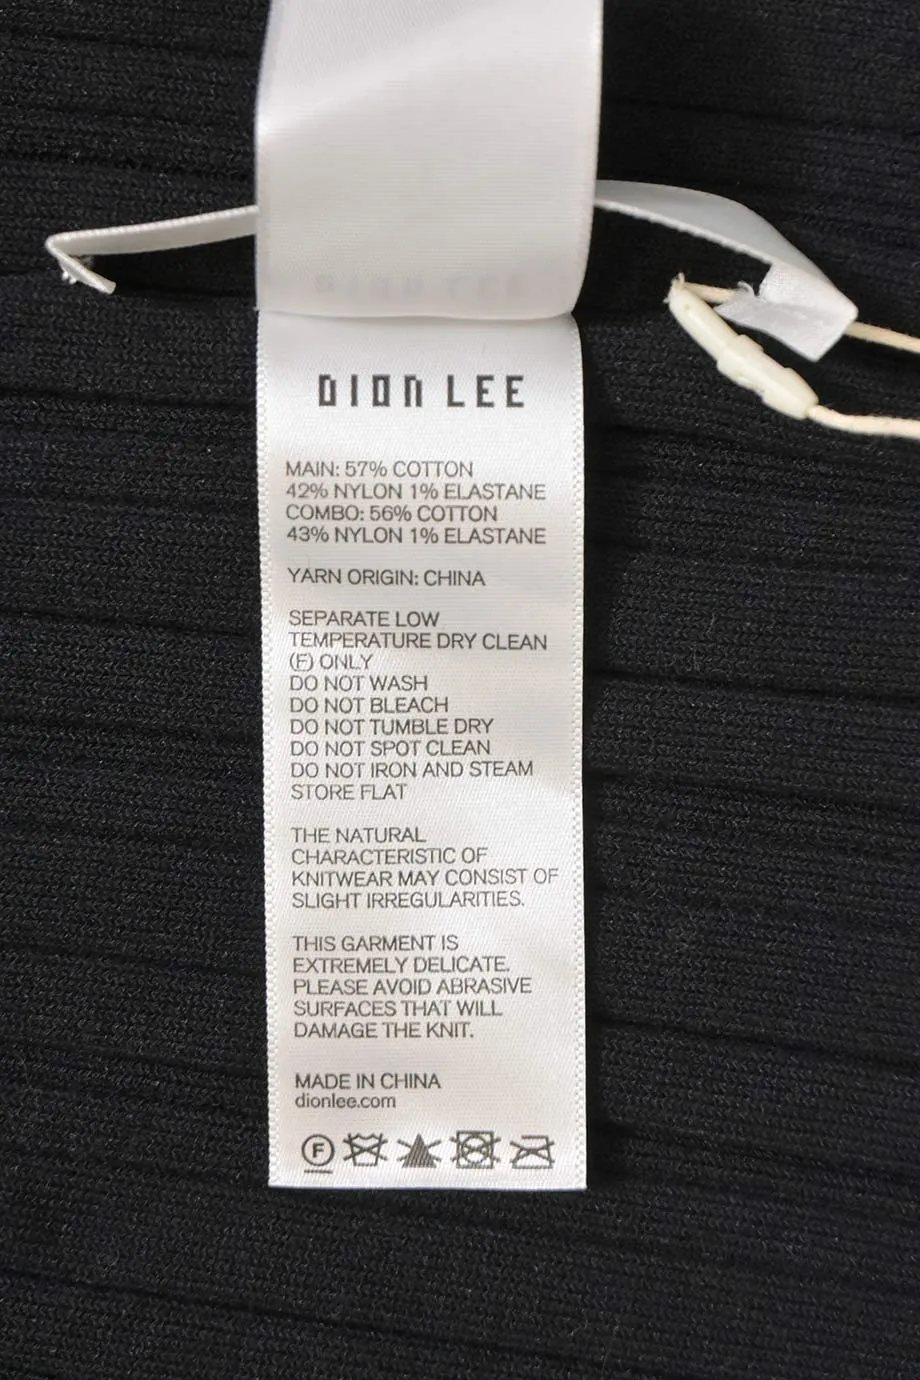 DION LEE
DION LEE
MAIN: 57% COTTON
42% NYLON 1% ELASTANE
COMBO: 56% COTTON
43% NYLON 1% ELASTANE
YARN ORIGIN: CHINA
SEPARATE LOW
TEMPERATURE DRY CLEAN
(F) ONLY
DO NOT WASH
DO NOT BLEACH
DO NOT TUMBLE DRY
DO NOT SPOT CLEAN
DO NOT IRON AND STEAM
STORE FLAT
THE NATURAL
CHARACTERISTIC OF
KNITWEAR MAY CONSIST OF
SLIGHT IRREGULARITIES.
THIS GARMENT IS
EXTREMELY DELICATE.
PLEASE AVOID ABRASIVE
SURFACES THAT WILL
DAMAGE THE KNIT.
MADE IN CHINA
dionlee.com
F